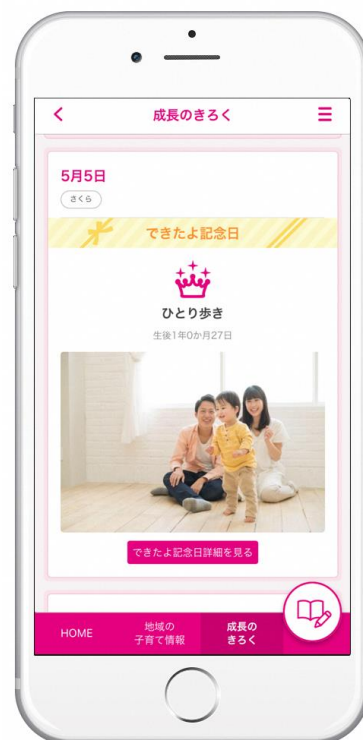 成長のきろく
5月5日
さくら
できたよ記念日
ひとり歩き
生後1年0か月27日
できたよ記念日詳細を見る
HOME
地域の
子育て情報
成長の
きろく